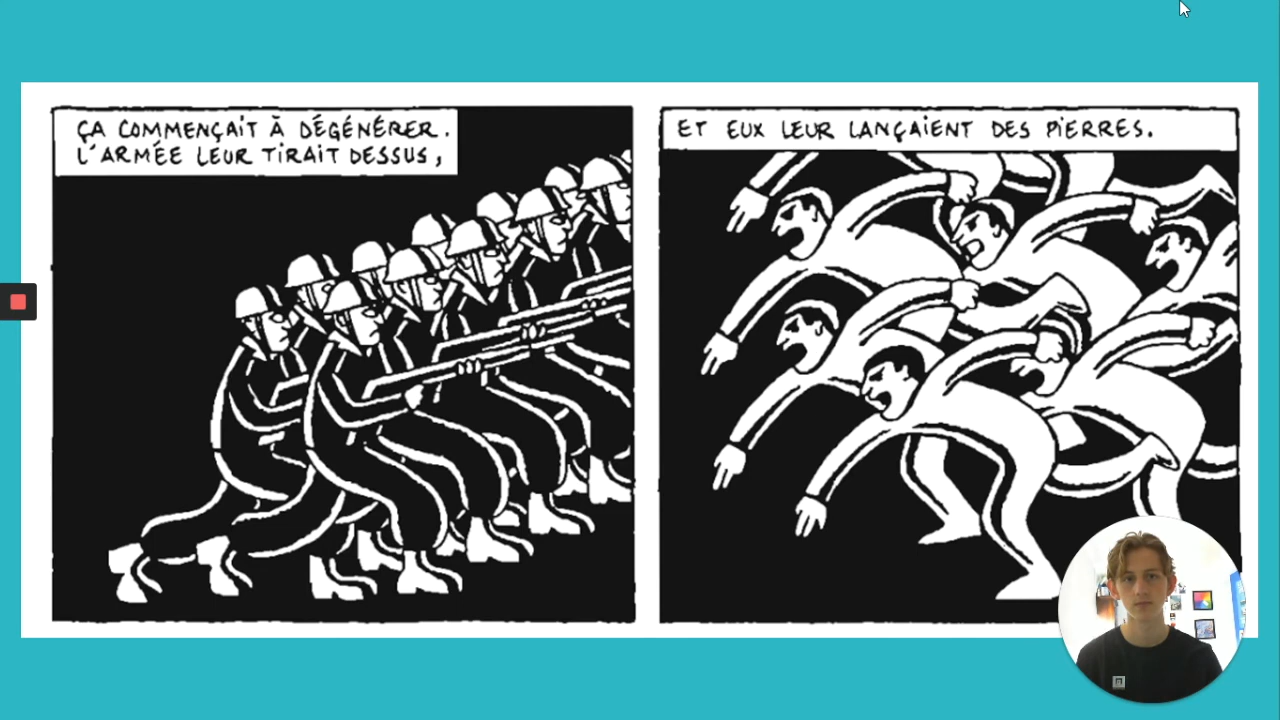 ÇA COMMENÇAiT À DÉGÉNÉRER.
L'ARMÉE LEUR TiRAiT DESSUS,
ET EUX LEUR LANÇAiENT DES PiERRES.